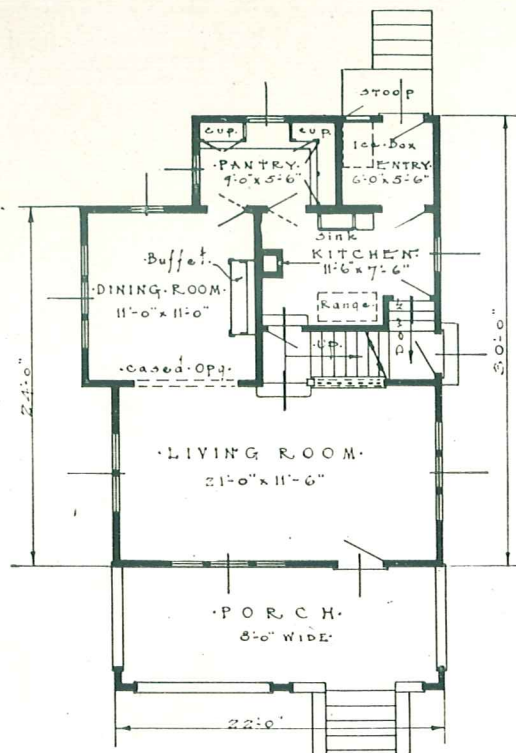 STOOP
CUP.
CUP.
Ice Box
ENTRY.
6'-0" x 5'-6"
·PANTRY·
9'-0" x 5'-6"
Sink
KITCHEN·
11'-6" x 7'-6"
Range
·Buffet·
·DINING·ROOM·
11'-0" x 11'-0"
UP.
Down
·Cased Opg·
24'-0"
30'-0"
·LIVING ROOM·
21'-0" x 11'-6"
·PORCH·
8'-0" WIDE·
22'-0"